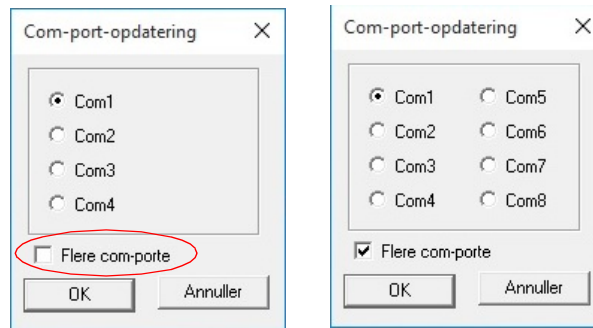 Com-port-opdatering
Com1
Com2
Com3
Com4
Flere com-porte
OK Annuller
Com-port-opdatering
Com1 Com5
Com2 Com6
Com3 Com7
Com4 Com8
Flere com-porte
OK Annuller